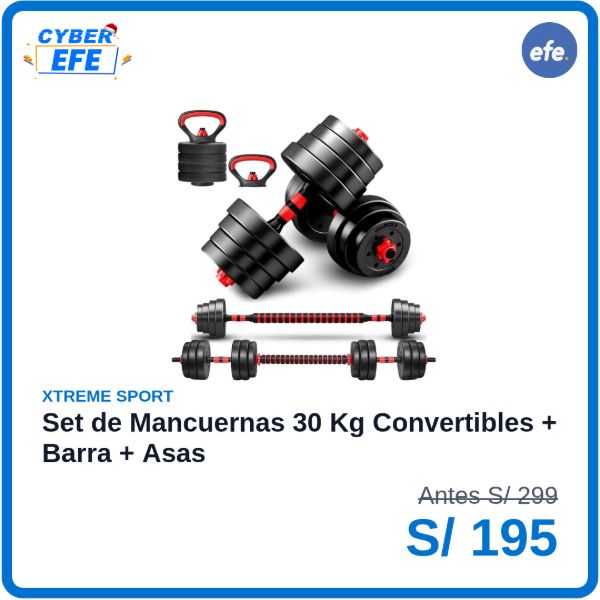 CYBER
EFE
efe.
XTREME SPORT
Set de Mancuernas 30 Kg Convertibles +
Barra + Asas
Antes S/ 299
S/ 195